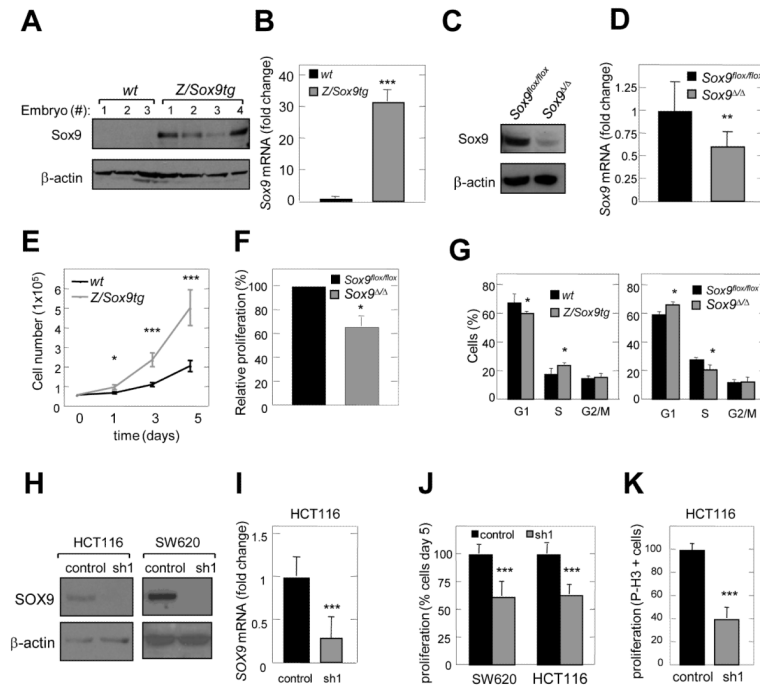 A
wt Z/Sox9tg
Embryo (#): 1 2 3 1 2 3 4
Sox9
β-actin
B
wt
Z/Sox9tg
Sox9 mRNA (fold change)
40
30
20
10
0
***
C
Sox9flox/flox
Sox9Δ/Δ
Sox9
β-actin
D
Sox9flox/flox
Sox9Δ/Δ
Sox9 mRNA (fold change)
1.25
1
0.75
0.5
0.25
0
**
E
wt
Z/Sox9tg
Cell number (1x10⁵)
6
5
4
3
2
1
0
*
***
***
0 1 3 5
time (days)
F
Relative proliferation (%)
100
80
60
40
20
0
Sox9flox/flox
Sox9Δ/Δ
*
G
Cells (%)
80
60
40
20
0
wt
Z/Sox9tg
*
*
G1 S G2/M
80
60
40
20
0
Sox9flox/flox
Sox9Δ/Δ
*
*
G1 S G2/M
H
HCT116 SW620
control sh1 control sh1
SOX9
β-actin
I
HCT116
SOX9 mRNA (fold change)
1.5
1
0.5
0
***
control sh1
J
control sh1
proliferation (% cells day 5)
100
75
50
25
0
*** ***
SW620 HCT116
K
HCT116
proliferation (P-H3 + cells)
100
80
60
40
20
0
***
control sh1